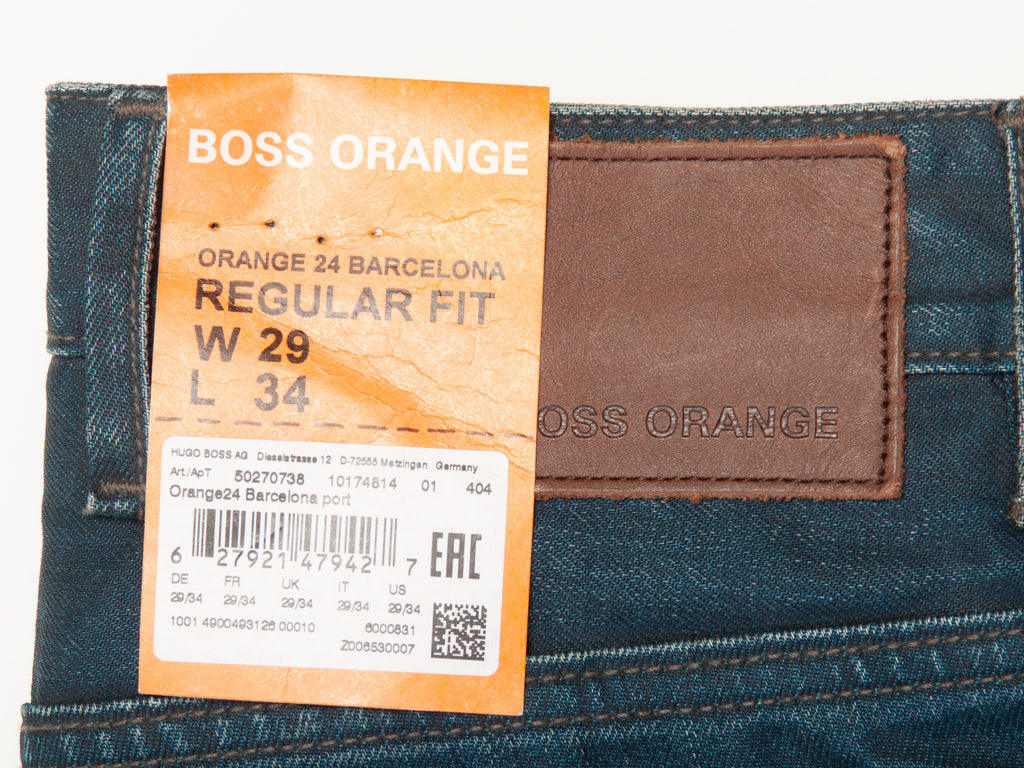 BOSS ORANGE
ORANGE 24 BARCELONA
REGULAR FIT
W 29
L 34
HUGO BOSS AG Dieselstrasse 12 D-72555 Metzingen Germany
Art./ApT 50270738 10174814 01 404
Orange24 Barcelona port
6 27921 47942 7
EAC
DE FR UK IT US
29/34 29/34 29/34 29/34 29/34
1001 4900493126 00010 6000831
Z006530007
OSS ORANGE